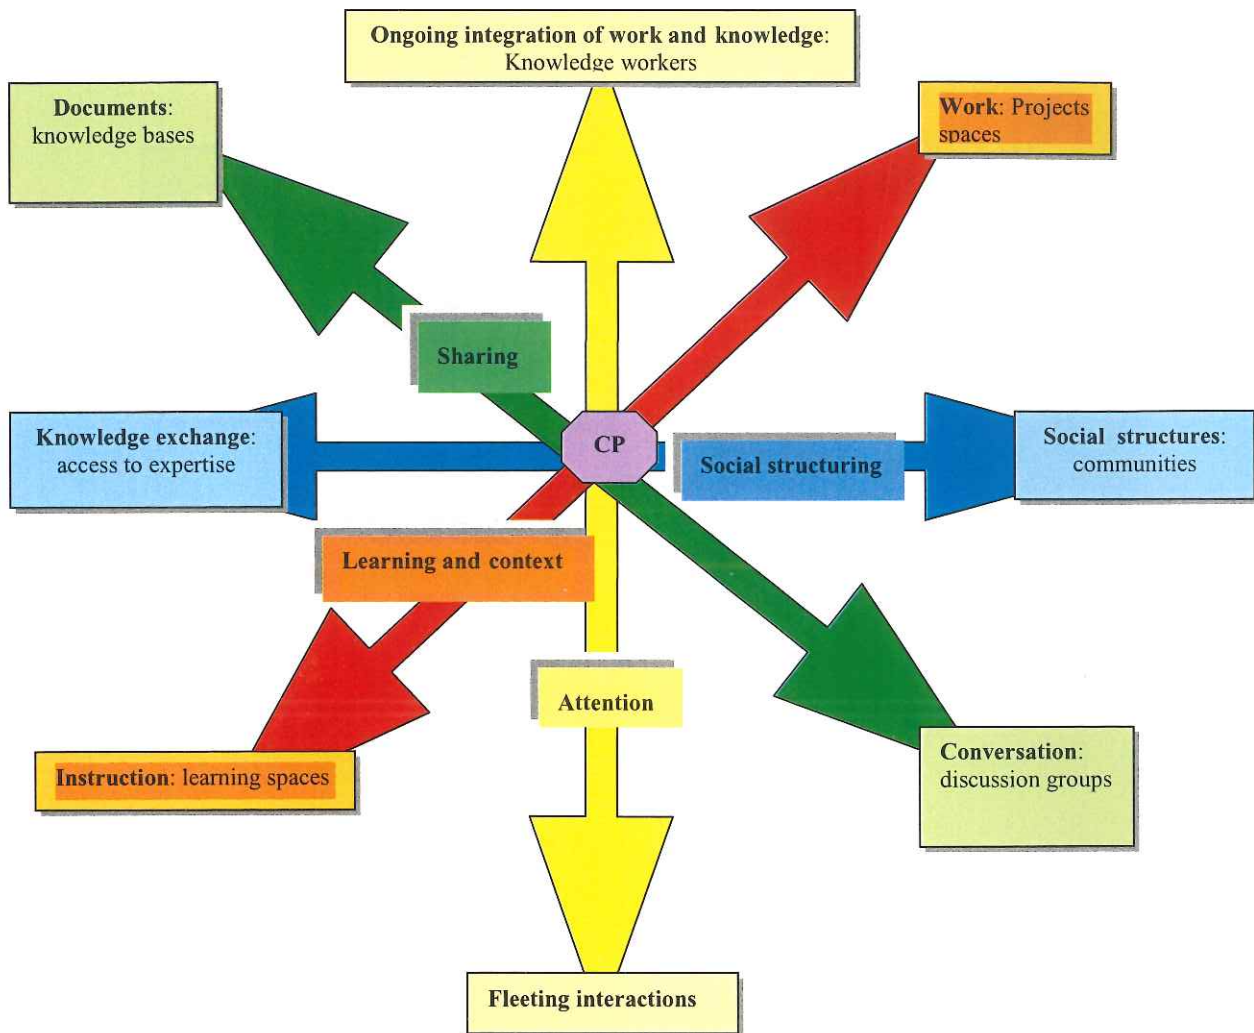 Ongoing integration of work and knowledge:
Knowledge workers
Documents:
knowledge bases
Work: Projects
spaces
Sharing
Knowledge exchange:
access to expertise
CP
Social structuring
Social structures:
communities
Learning and context
Attention
Instruction: learning spaces
Conversation:
discussion groups
Fleeting interactions